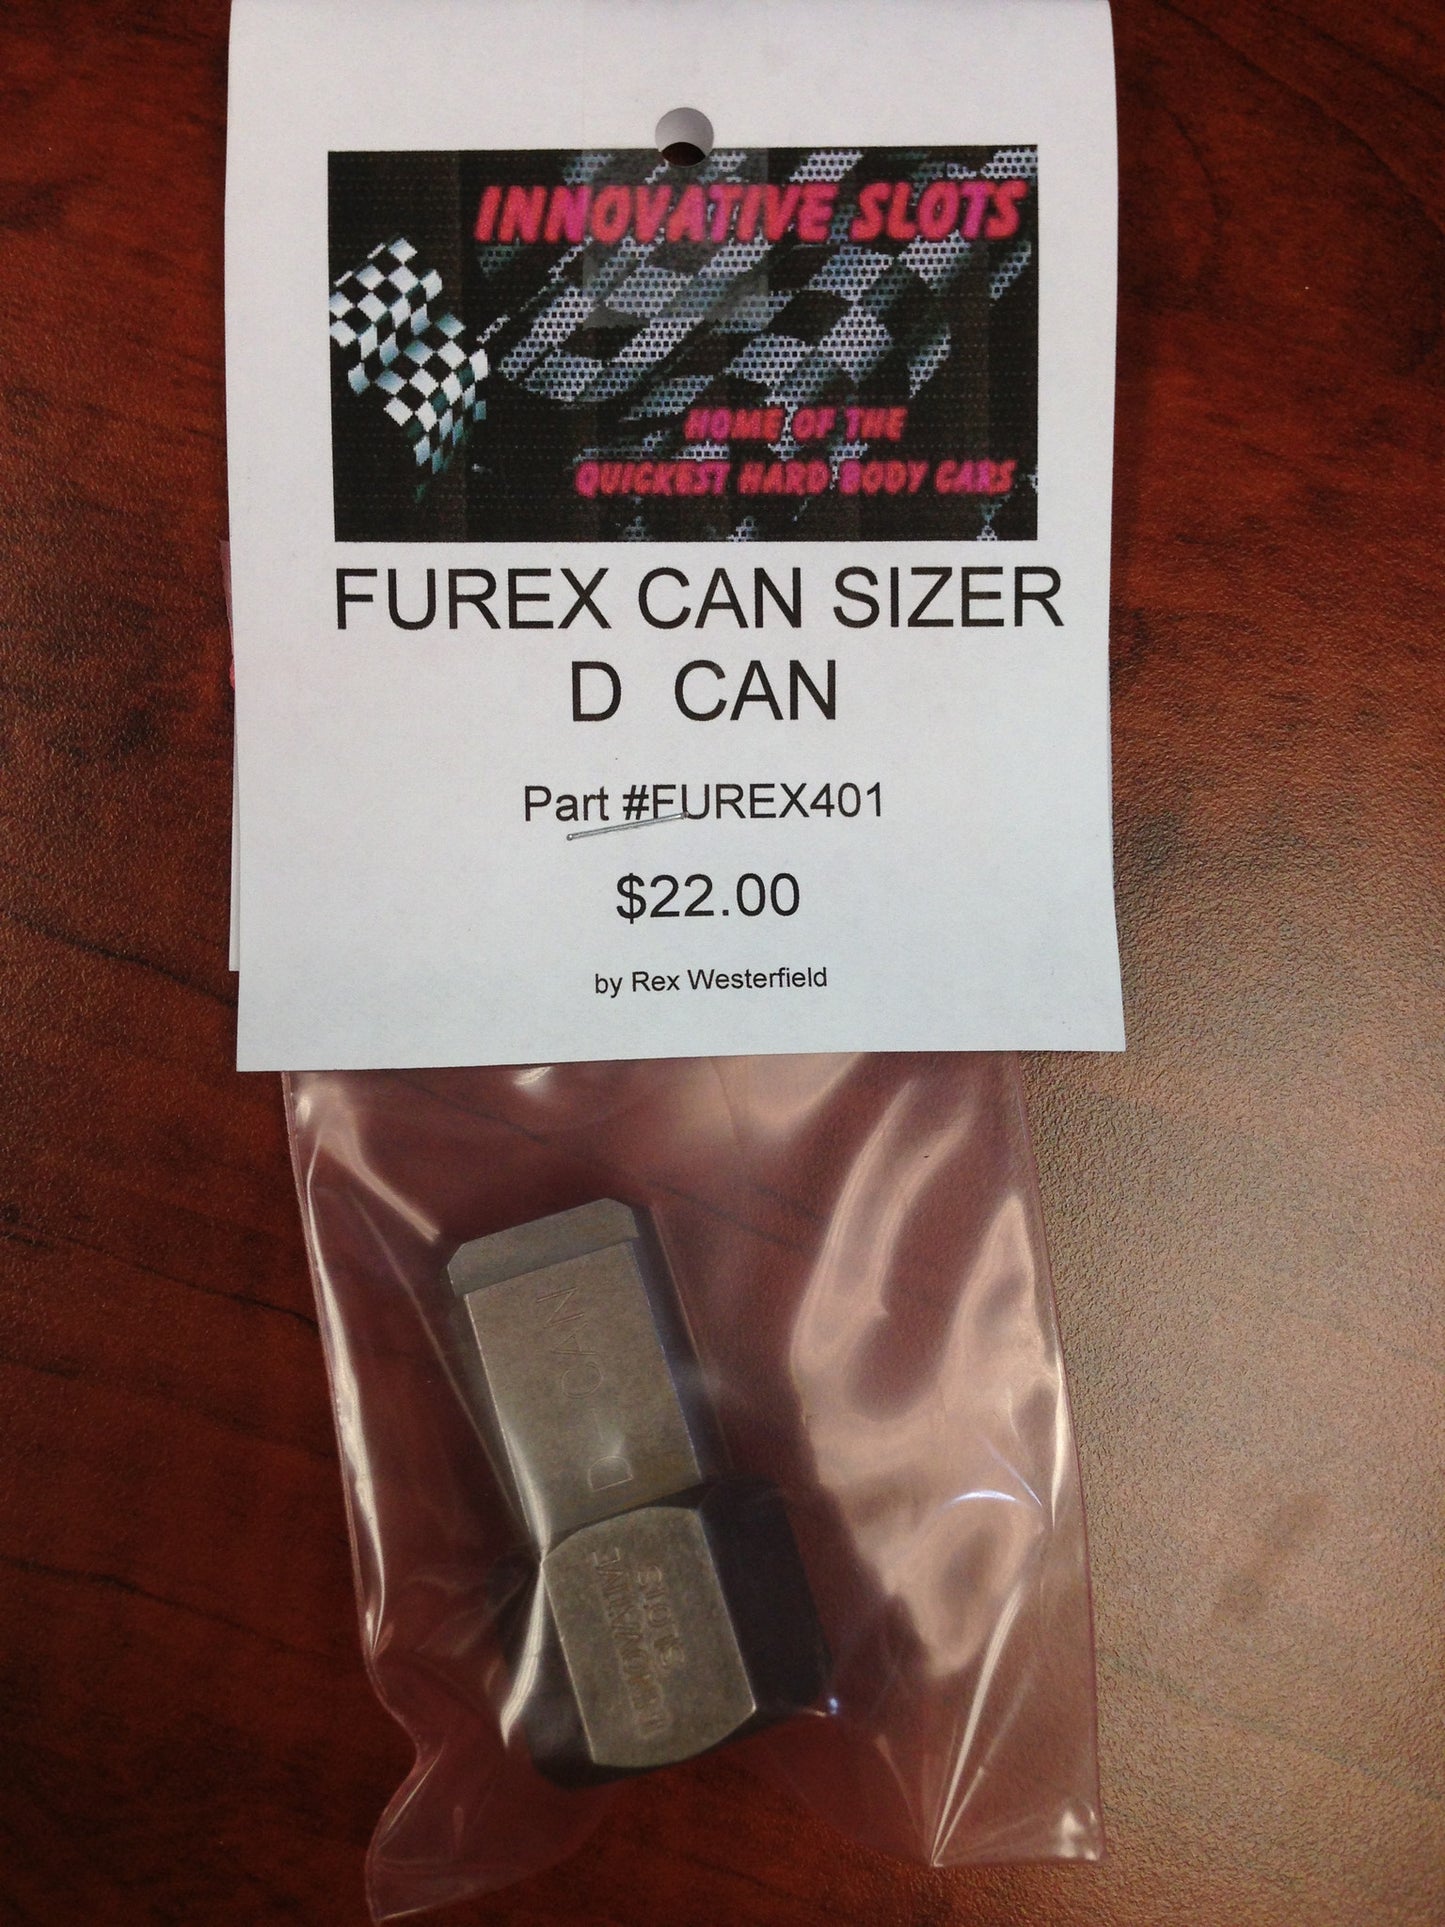 INNOVATIVE SLOTS
HOME OF THE
QUICKEST HARD BODY CARS
FUREX CAN SIZER
D CAN
Part #FUREX401
$22.00
by Rex Westerfield
D-CAN
INNOVATIVE
SLOTS